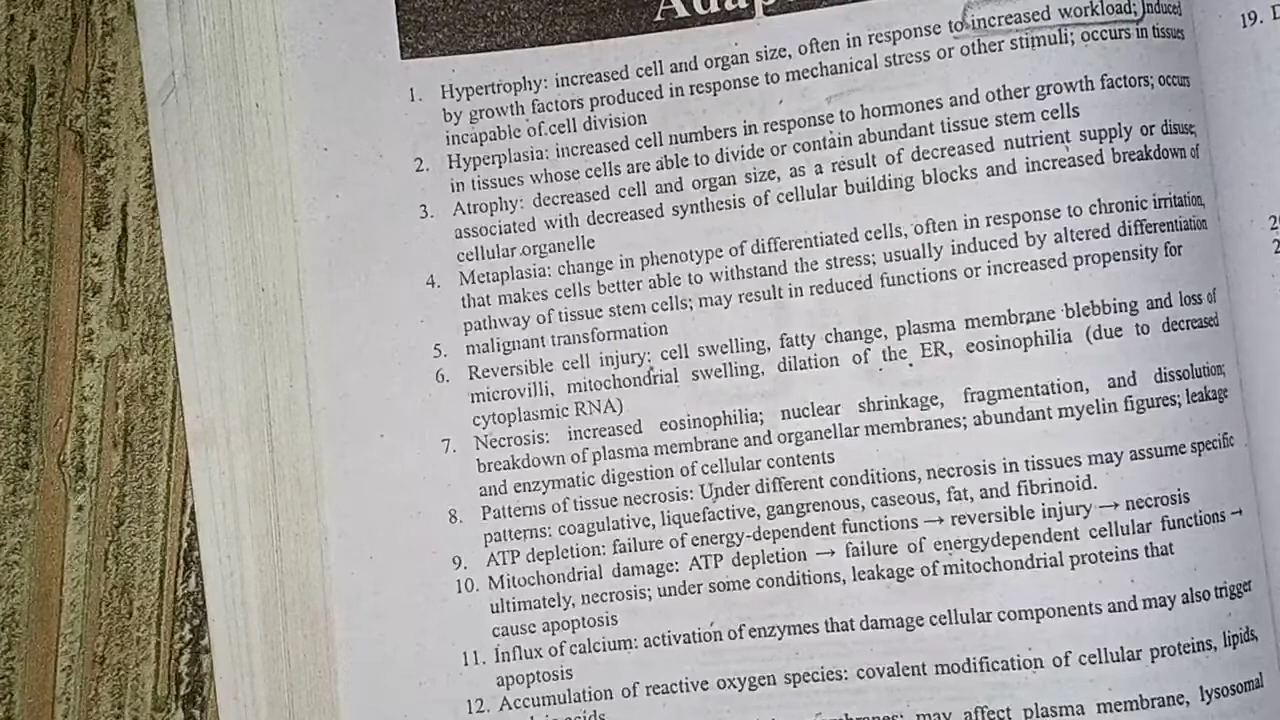 Adap
1. Hypertrophy: increased cell and organ size, often in response to increased workload; induced
by growth factors produced in response to mechanical stress or other stimuli; occurs in tissues
incapable of cell division
2. Hyperplasia: increased cell numbers in response to hormones and other growth factors; occurs
in tissues whose cells are able to divide or contain abundant tissue stem cells
3. Atrophy: decreased cell and organ size, as a result of decreased nutrient supply or disuse;
associated with decreased synthesis of cellular building blocks and increased breakdown of
cellular organelle
4. Metaplasia: change in phenotype of differentiated cells, often in response to chronic irritation,
that makes cells better able to withstand the stress; usually induced by altered differentiation
pathway of tissue stem cells; may result in reduced functions or increased propensity for
5. malignant transformation
6. Reversible cell injury: cell swelling, fatty change, plasma membrane blebbing and loss of
microvilli, mitochondrial swelling, dilation of the ER, eosinophilia (due to decreased
cytoplasmic RNA)
7. Necrosis: increased eosinophilia; nuclear shrinkage, fragmentation, and dissolution;
breakdown of plasma membrane and organellar membranes; abundant myelin figures; leakage
and enzymatic digestion of cellular contents
8. Patterns of tissue necrosis: Under different conditions, necrosis in tissues may assume specific
patterns: coagulative, liquefactive, gangrenous, caseous, fat, and fibrinoid.
9. ATP depletion: failure of energy-dependent functions → reversible injury → necrosis
10. Mitochondrial damage: ATP depletion → failure of energydependent cellular functions →
ultimately, necrosis; under some conditions, leakage of mitochondrial proteins that
cause apoptosis
11. Influx of calcium: activation of enzymes that damage cellular components and may also trigger
apoptosis
12. Accumulation of reactive oxygen species: covalent modification of cellular proteins, lipids,
may affect plasma membrane, lysosomal
19.